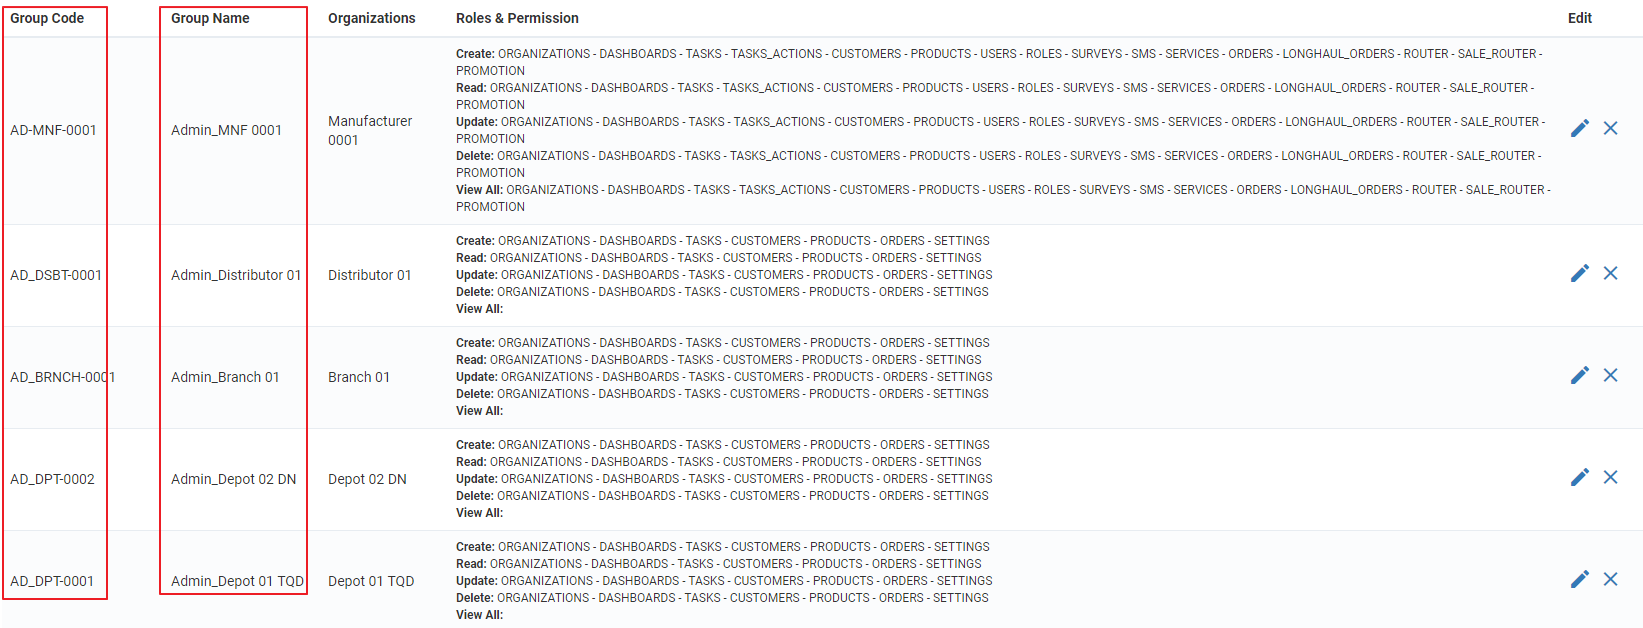 Group Code Group Name Organizations Roles & Permission Edit
Create: ORGANIZATIONS - DASHBOARDS - TASKS - TASKS_ACTIONS - CUSTOMERS - PRODUCTS - USERS - ROLES - SURVEYS - SMS - SERVICES - ORDERS - LONGHAUL_ORDERS - ROUTER - SALE_ROUTER -
PROMOTION
Read: ORGANIZATIONS - DASHBOARDS - TASKS - TASKS_ACTIONS - CUSTOMERS - PRODUCTS - USERS - ROLES - SURVEYS - SMS - SERVICES - ORDERS - LONGHAUL_ORDERS - ROUTER - SALE_ROUTER -
PROMOTION
AD-MNF-0001 Admin_MNF 0001 Manufacturer
0001
Update: ORGANIZATIONS - DASHBOARDS - TASKS - TASKS_ACTIONS - CUSTOMERS - PRODUCTS - USERS - ROLES - SURVEYS - SMS - SERVICES - ORDERS - LONGHAUL_ORDERS - ROUTER - SALE_ROUTER -
PROMOTION
Delete: ORGANIZATIONS - DASHBOARDS - TASKS - TASKS_ACTIONS - CUSTOMERS - PRODUCTS - USERS - ROLES - SURVEYS - SMS - SERVICES - ORDERS - LONGHAUL_ORDERS - ROUTER - SALE_ROUTER -
PROMOTION
View All: ORGANIZATIONS - DASHBOARDS - TASKS - TASKS_ACTIONS - CUSTOMERS - PRODUCTS - USERS - ROLES - SURVEYS - SMS - SERVICES - ORDERS - LONGHAUL_ORDERS - ROUTER - SALE_ROUTER -
PROMOTION
AD_DSBT-0001 Admin_Distributor 01 Distributor 01
Create: ORGANIZATIONS - DASHBOARDS - TASKS - CUSTOMERS - PRODUCTS - ORDERS - SETTINGS
Read: ORGANIZATIONS - DASHBOARDS - TASKS - CUSTOMERS - PRODUCTS - ORDERS - SETTINGS
Update: ORGANIZATIONS - DASHBOARDS - TASKS - CUSTOMERS - PRODUCTS - ORDERS - SETTINGS
Delete: ORGANIZATIONS - DASHBOARDS - TASKS - CUSTOMERS - PRODUCTS - ORDERS - SETTINGS
View All:
AD_BRNCH-0001 Admin_Branch 01 Branch 01
Create: ORGANIZATIONS - DASHBOARDS - TASKS - CUSTOMERS - PRODUCTS - ORDERS - SETTINGS
Read: ORGANIZATIONS - DASHBOARDS - TASKS - CUSTOMERS - PRODUCTS - ORDERS - SETTINGS
Update: ORGANIZATIONS - DASHBOARDS - TASKS - CUSTOMERS - PRODUCTS - ORDERS - SETTINGS
Delete: ORGANIZATIONS - DASHBOARDS - TASKS - CUSTOMERS - PRODUCTS - ORDERS - SETTINGS
View All:
AD_DPT-0002 Admin_Depot 02 DN Depot 02 DN
Create: ORGANIZATIONS - DASHBOARDS - TASKS - CUSTOMERS - PRODUCTS - ORDERS - SETTINGS
Read: ORGANIZATIONS - DASHBOARDS - TASKS - CUSTOMERS - PRODUCTS - ORDERS - SETTINGS
Update: ORGANIZATIONS - DASHBOARDS - TASKS - CUSTOMERS - PRODUCTS - ORDERS - SETTINGS
Delete: ORGANIZATIONS - DASHBOARDS - TASKS - CUSTOMERS - PRODUCTS - ORDERS - SETTINGS
View All:
AD_DPT-0001 Admin_Depot 01 TQD Depot 01 TQD
Create: ORGANIZATIONS - DASHBOARDS - TASKS - CUSTOMERS - PRODUCTS - ORDERS - SETTINGS
Read: ORGANIZATIONS - DASHBOARDS - TASKS - CUSTOMERS - PRODUCTS - ORDERS - SETTINGS
Update: ORGANIZATIONS - DASHBOARDS - TASKS - CUSTOMERS - PRODUCTS - ORDERS - SETTINGS
Delete: ORGANIZATIONS - DASHBOARDS - TASKS - CUSTOMERS - PRODUCTS - ORDERS - SETTINGS
View All: